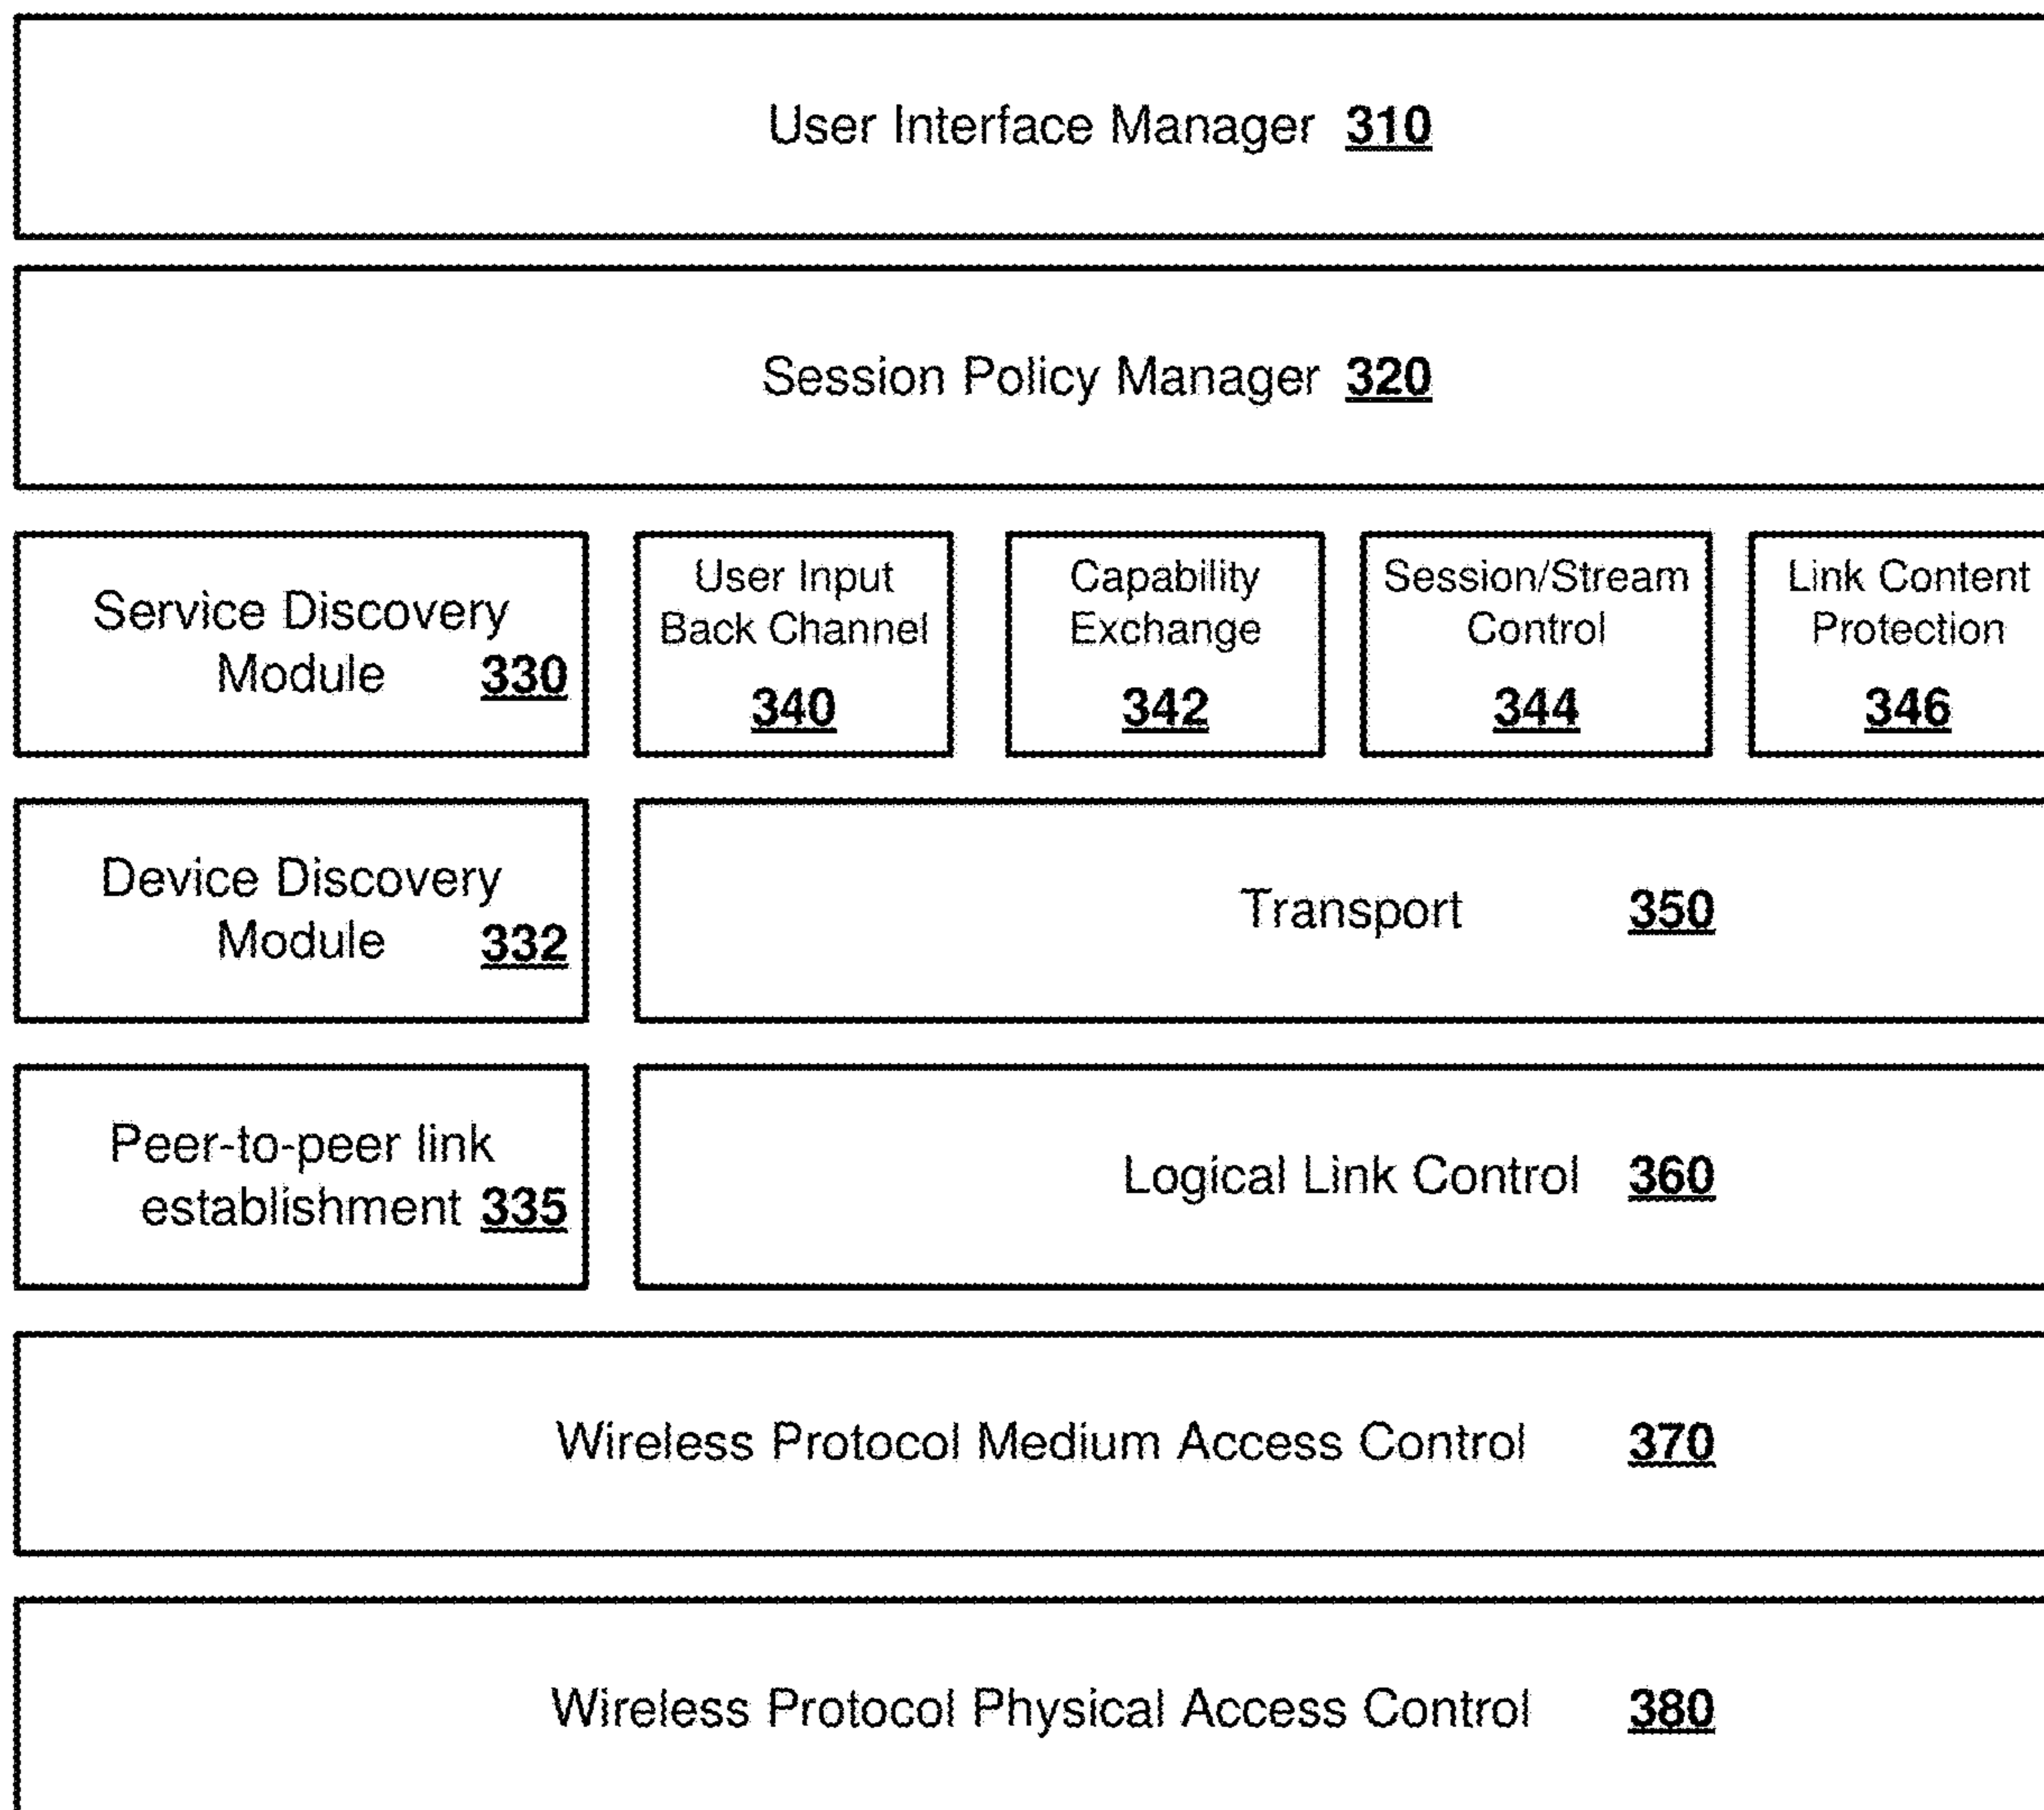 User Interface Manager 310
Session Policy Manager 320
Service Discovery
Module 330
User Input
Back Channel
340
Capability
Exchange
342
Session/Stream
Control
344
Link Content
Protection
346
Device Discovery
Module 332
Transport 350
Peer-to-peer link
establishment 335
Logical Link Control 360
Wireless Protocol Medium Access Control 370
Wireless Protocol Physical Access Control 380